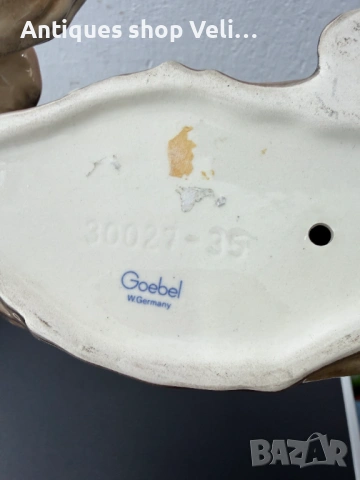 Antiques shop Veli...
30027-35
Goebel
W.Germany
BAZAR